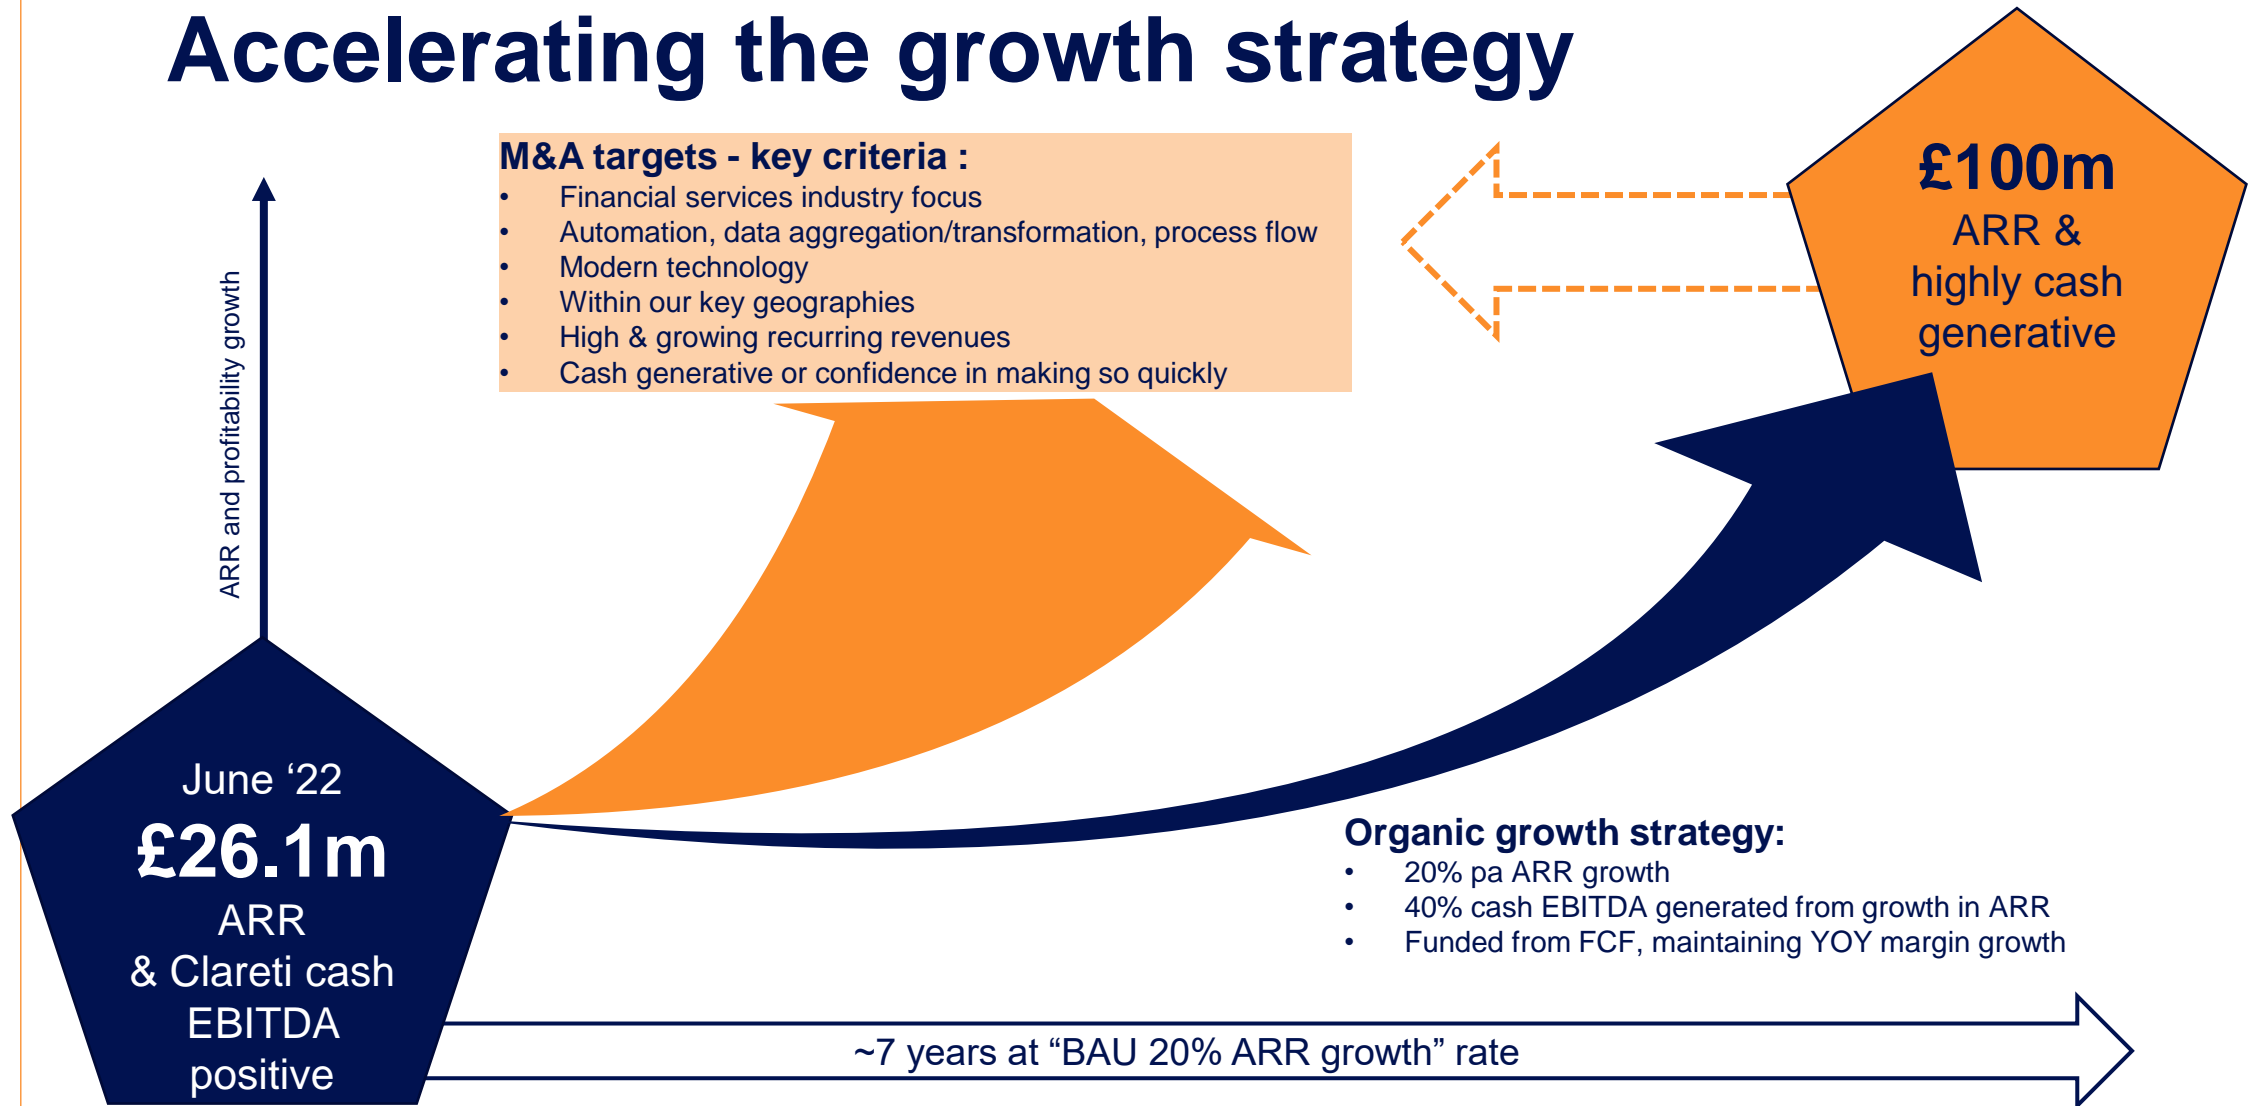 Accelerating the growth strategy
M&A targets - key criteria :
• Financial services industry focus
• Automation, data aggregation/transformation, process flow
• Modern technology
• Within our key geographies
• High & growing recurring revenues
• Cash generative or confidence in making so quickly
£100m
ARR &
highly cash
generative
ARR and profitability growth
June ‘22
£26.1m
ARR
& Clareti cash
EBITDA
positive
Organic growth strategy:
• 20% pa ARR growth
• 40% cash EBITDA generated from growth in ARR
• Funded from FCF, maintaining YOY margin growth
~7 years at “BAU 20% ARR growth” rate